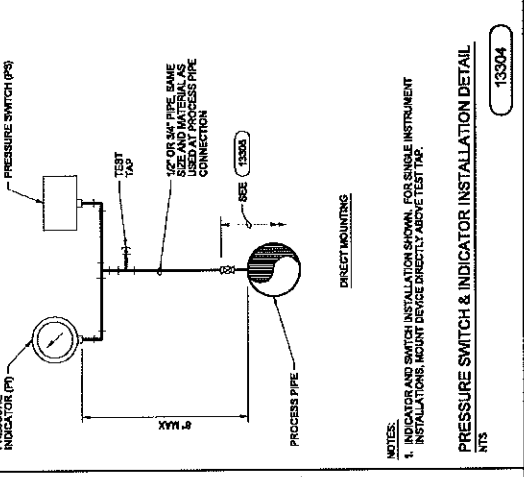 PRESSURE SWITCH (PS)
INDICATOR (PI)
TEST
TAP
1/2" OR 3/4" PIPE, SAME
SIZE AND MATERIAL AS
USED AT PROCESS PIPE
CONNECTION
SEE
MAX
PROCESS PIPE
DIRECT MOUNTING
NOTES:
1. INDICATOR AND SWITCH INSTALLATION SHOWN. FOR SINGLE INSTRUMENT
INSTALLATIONS, MOUNT DEVICE DIRECTLY ABOVE TEST TAP.
PRESSURE SWITCH & INDICATOR INSTALLATION DETAIL
NTS
13304